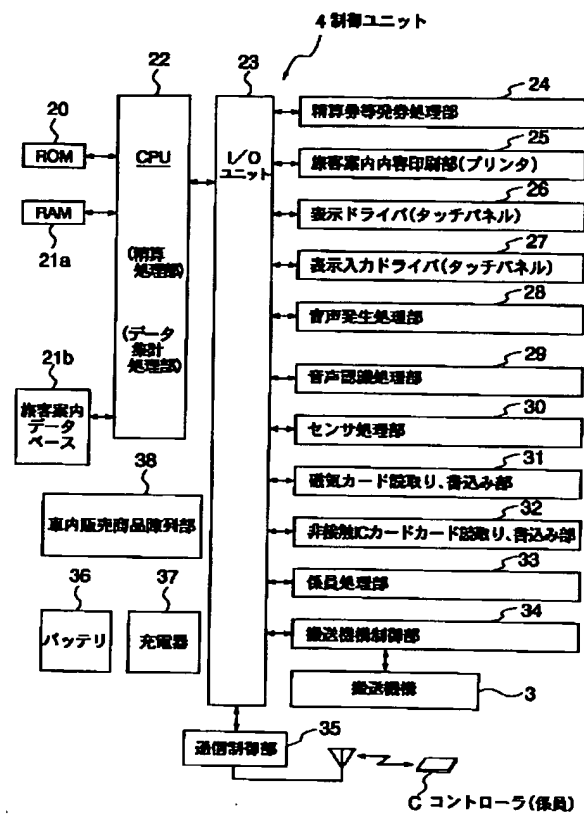 4制御ユニット
22
23
24
精算券等発券処理部
20
ROM
CPU
I/O
ユニット
25
旅客案内内容印刷部(プリンタ)
26
表示ドライバ(タッチパネル)
RAM
21a
27
表示入力ドライバ(タッチパネル)
(精算
処理部)
28
音声発生処理部
(データ
集計
処理部)
29
音声認識処理部
21b
旅客案内
データ
ベース
30
センサ処理部
31
磁気カード読取り、書込み部
38
車内販売商品陳列部
32
非接触ICカードカード読取り、書込み部
33
係員処理部
36
バッテリ
37
充電器
34
搬送機構制御部
搬送機構
3
35
通信制御部
C コントローラ(係員)